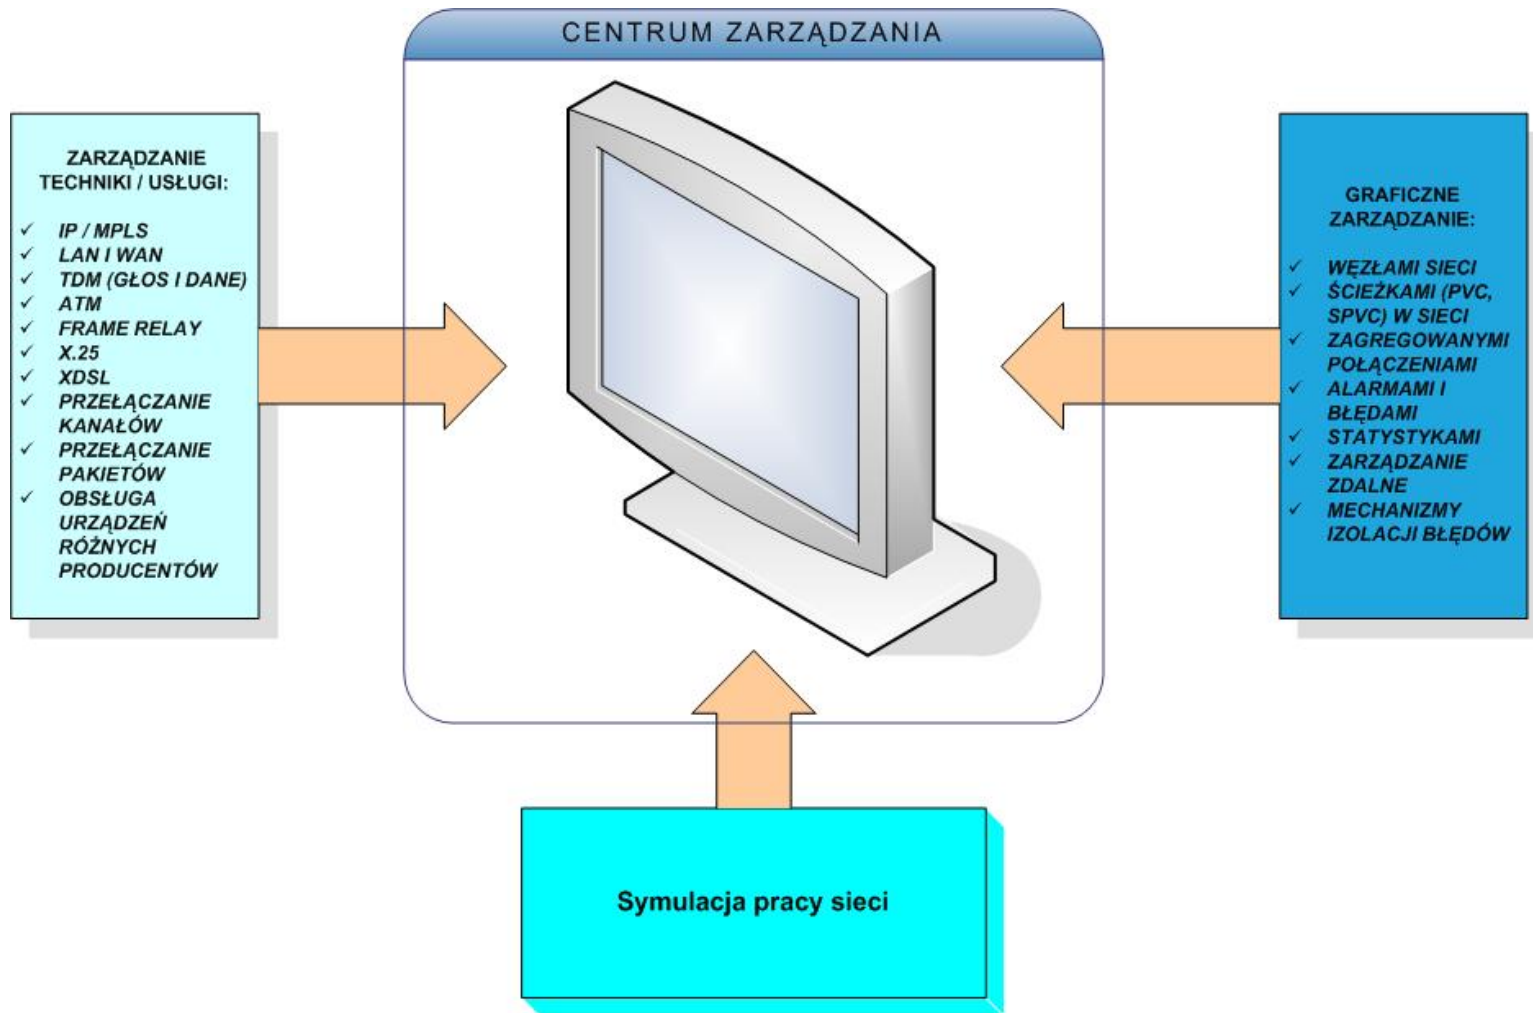 CENTRUM ZARZĄDZANIA
ZARZĄDZANIE
TECHNIKI / USŁUGI:
✓ IP / MPLS
✓ LAN I WAN
✓ TDM (GŁOS I DANE)
✓ ATM
✓ FRAME RELAY
✓ X.25
✓ XDSL
✓ PRZEŁĄCZANIE
KANAŁÓW
✓ PRZEŁĄCZANIE
PAKIETÓW
✓ OBSŁUGA
URZĄDZEŃ
RÓŻNYCH
PRODUCENTÓW
GRAFICZNE
ZARZĄDZANIE:
✓ WĘZŁAMI SIECI
✓ ŚCIEŻKAMI (PVC,
SPVC) W SIECI
✓ ZAGREGOWANYMI
POŁĄCZENIAMI
✓ ALARMAMI I
BŁĘDAMI
✓ STATYSTYKAMI
✓ ZARZĄDZANIE
ZDALNE
✓ MECHANIZMY
IZOLACJI BŁĘDÓW
Symulacja pracy sieci